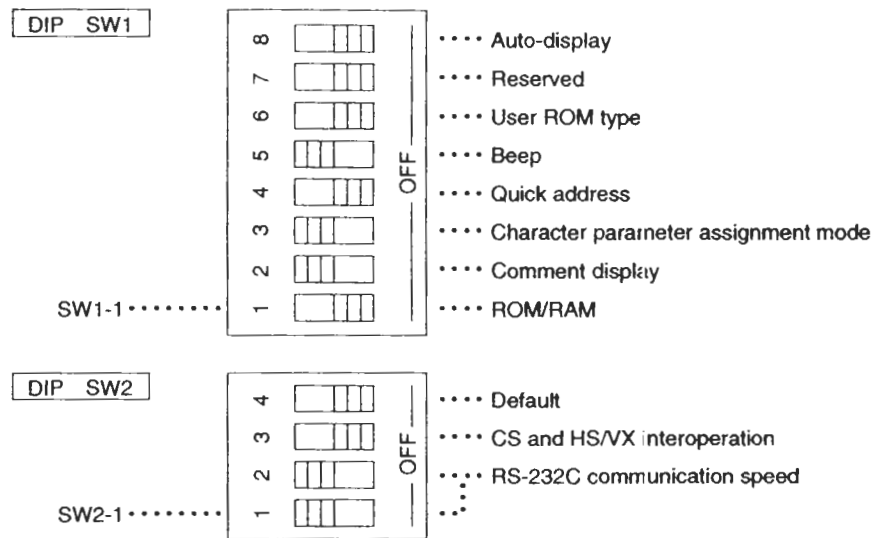 DIP SW1
8 ···· Auto-display
7 ···· Reserved
6 ···· User ROM type
5 ···· Beep
4 ···· Quick address
3 ···· Character parameter assignment mode
2 ···· Comment display
SW1-1 ········ 1 ···· ROM/RAM
OFF
DIP SW2
4 ···· Default
3 ···· CS and HS/VX interoperation
2 ···· RS-232C communication speed
SW2-1 ········ 1
OFF